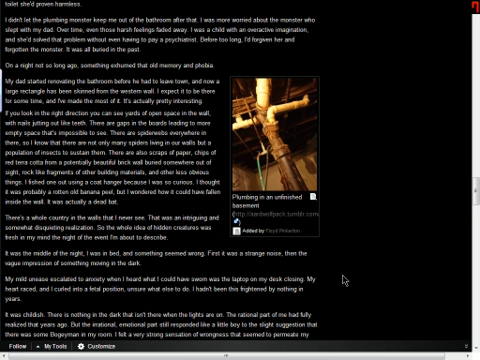 toilet she'd proven harmless.
I didn't let the plumbing monster keep me out of the bathroom after that. I was more worried about the monster who
slept with my dad. Over time, even those harsh feelings faded away. I was a child with an overactive imagination,
and she'd solved that problem without even having to pay a psychiatrist. Before too long, I'd forgiven her and
forgotten the monster. It was all buried in the past.
On a night not so long ago, something exhumed that old memory and phobia.
My dad started renovating the bathroom before he had to leave town, and now a
large rectangle has been skinned from the western wall. I expect it to be there
for some time, and I've made the most of it. It's actually pretty interesting.
If you look in the right direction you can see yards of open space in the wall,
with nails jutting out like teeth. There are gaps in the boards leading to more
empty space that's impossible to see. There are spiderwebs everywhere in
there, so I know that there are not only many spiders living in our walls but a
population of insects to sustain them. There are also scraps of paper, chips of
red terra cotta from a potentially beautiful brick wall buried somewhere out of
sight, rock like fragments of other building materials, and other less obvious
things. I fished one out using a coat hanger because I was so curious. I thought
it was probably a rotten old banana peel, but I wondered how it could have fallen
inside the wall. It was actually a dead bat.
Plumbing in an unfinished
basement
(http://aardwolfpack.tumblr.com
)
Added by Floyd Pinkerton
There's a whole country in the walls that I never see. That was an intriguing and
somewhat disquieting realization. So the whole idea of hidden creatures was
fresh in my mind the night of the event I'm about to describe.
It was the middle of the night, I was in bed, and something seemed wrong. First it was a strange noise, then the
vague impression of something moving in the dark.
My mild unease escalated to anxiety when I heard what I could have sworn was the laptop on my desk closing. My
heart raced, and I curled into a fetal position, unsure what else to do. I hadn't been this frightened by nothing in
years.
It was childish. There is nothing in the dark that isn't there when the lights are on. The rational part of me had fully
realized that years ago. But the irrational, emotional part still responded like a little boy to the slight suggestion that
there was some Bogeyman in my room. I felt a very strong sensation of wrongness that seemed to permeate my
Follow
My Tools
Customize